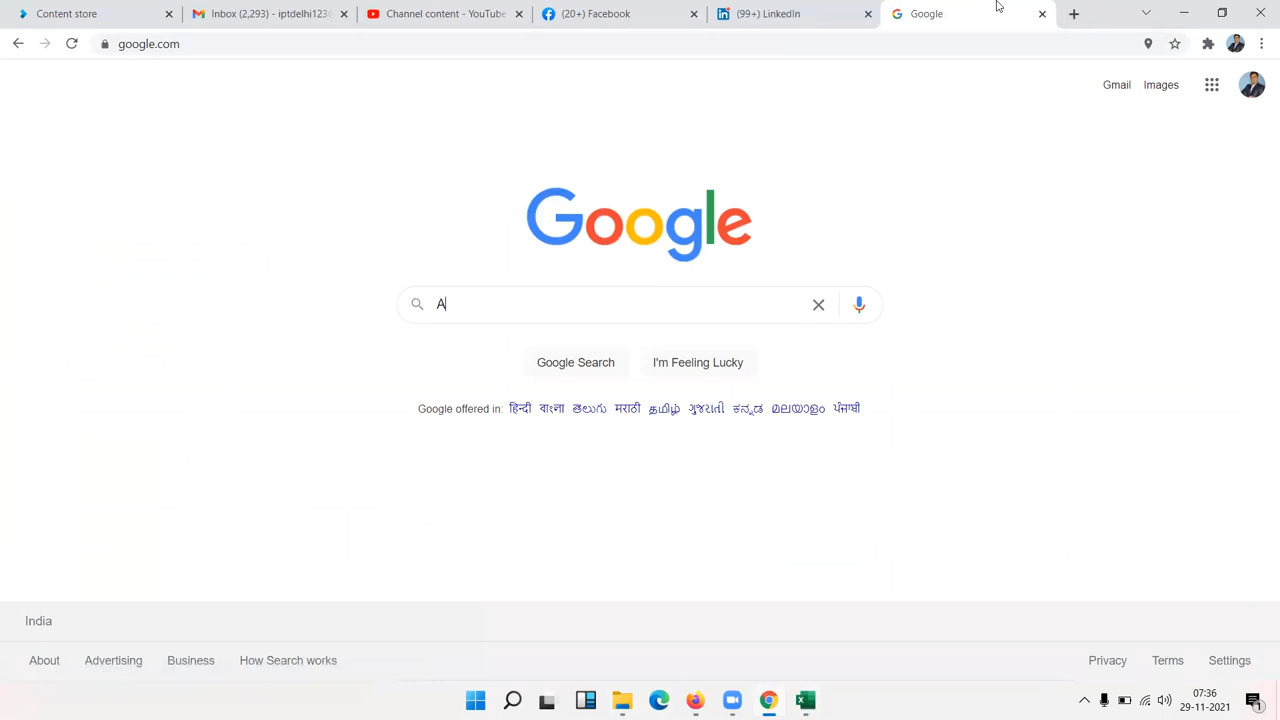 Content store
Inbox (2,293) - iptdelhi123@
Channel content - YouTube
(20+) Facebook
(99+) LinkedIn
Google
google.com
Gmail Images
Google
A
Google Search I'm Feeling Lucky
Google offered in: हिन्दी বাংলা తెలుగు मराठी தமிழ் ગુજરાતી ಕನ್ನಡ മലയാളം ਪੰਜਾਬੀ
India
About Advertising Business How Search works
Privacy Terms Settings
07:36
29-11-2021
1